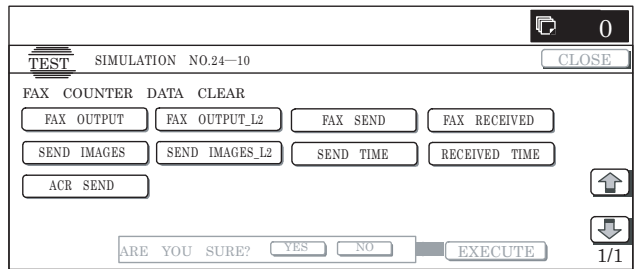 0
TEST SIMULATION NO.24—10 CLOSE
FAX COUNTER DATA CLEAR
FAX OUTPUT FAX OUTPUT_L2 FAX SEND FAX RECEIVED
SEND IMAGES SEND IMAGES_L2 SEND TIME RECEIVED TIME
ACR SEND
ARE YOU SURE? YES NO EXECUTE
1/1